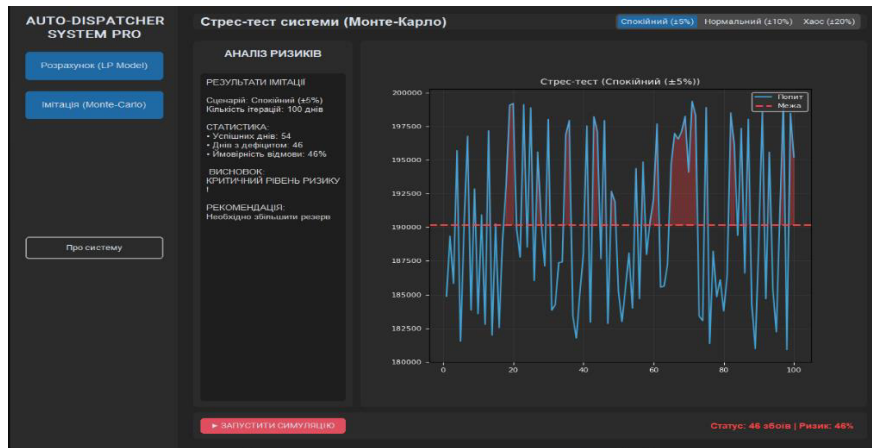 AUTO-DISPATCHER
SYSTEM PRO
Розрахунок (LP Model)
Імітація (Monte-Carlo)
Про систему
Стрес-тест системи (Монте-Карло)
Спокійний (±5%) Нормальний (±10%) Хаос (±20%)
АНАЛІЗ РИЗИКІВ
РЕЗУЛЬТАТИ ІМІТАЦІЇ
Сценарій: Спокійний (±5%)
Кількість ітерацій: 100 днів
СТАТИСТИКА:
• Успішних днів: 54
• Днів з дефіцитом: 46
• Ймовірність відмови: 46%
ВИСНОВОК:
КРИТИЧНИЙ РІВЕНЬ РИЗИКУ
!
РЕКОМЕНДАЦІЯ:
Необхідно збільшити резерв
Стрес-тест (Спокійний (±5%))
Попит
Межа
200000
197500
195000
192500
190000
187500
185000
182500
180000
0 20 40 60 80 100
► ЗАПУСТИТИ СИМУЛЯЦІЮ
Статус: 46 збоїв | Ризик: 46%